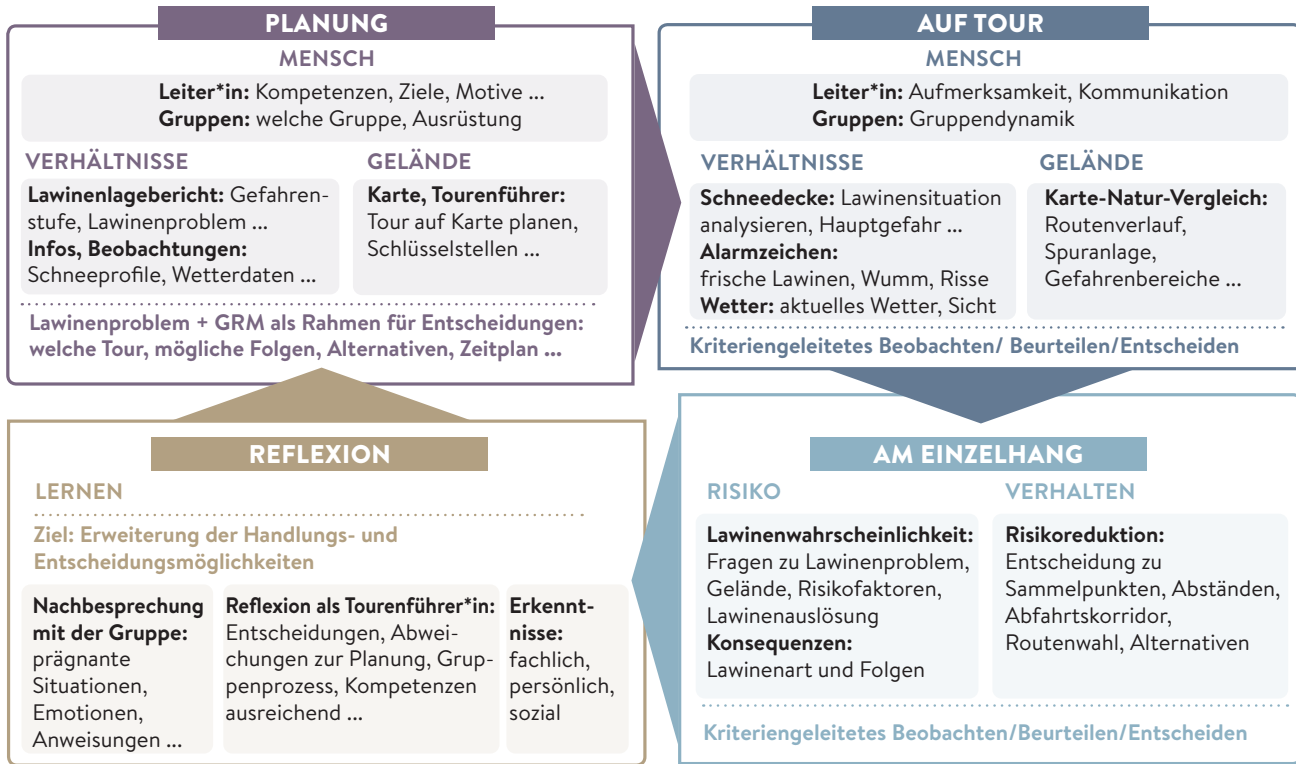 PLANUNG
MENSCH
Leiter*in: Kompetenzen, Ziele, Motive ...
Gruppen: welche Gruppe, Ausrüstung
VERHÄLTNISSE
Lawinenlagebericht: Gefahren-
stufe, Lawinenproblem ...
Infos, Beobachtungen:
Schneeprofile, Wetterdaten ...
GELÄNDE
Karte, Tourenführer:
Tour auf Karte planen,
Schlüsselstellen ...
Lawinenproblem + GRM als Rahmen für Entscheidungen:
welche Tour, mögliche Folgen, Alternativen, Zeitplan ...
AUF TOUR
MENSCH
Leiter*in: Aufmerksamkeit, Kommunikation
Gruppen: Gruppendynamik
VERHÄLTNISSE
Schneedecke: Lawinensituation
analysieren, Hauptgefahr ...
Alarmzeichen:
frische Lawinen, Wumm, Risse
Wetter: aktuelles Wetter, Sicht
GELÄNDE
Karte-Natur-Vergleich:
Routenverlauf,
Spuranlage,
Gefahrenbereiche ...
Kriteriengeleitetes Beobachten/ Beurteilen/Entscheiden
AM EINZELHANG
RISIKO
Lawinenwahrscheinlichkeit:
Fragen zu Lawinenproblem,
Gelände, Risikofaktoren,
Lawinenauslösung
Konsequenzen:
Lawinenart und Folgen
VERHALTEN
Risikoreduktion:
Entscheidung zu
Sammelpunkten, Abständen,
Abfahrtskorridor,
Routenwahl, Alternativen
Kriteriengeleitetes Beobachten/Beurteilen/Entscheiden
REFLEXION
LERNEN
Ziel: Erweiterung der Handlungs- und
Entscheidungsmöglichkeiten
Nachbesprechung
mit der Gruppe:
prägnante
Situationen,
Emotionen,
Anweisungen ...
Reflexion als Tourenführer*in:
Entscheidungen, Abwei-
chungen zur Planung, Grup-
penprozess, Kompetenzen
ausreichend ...
Erkennt-
nisse:
fachlich,
persönlich,
sozial